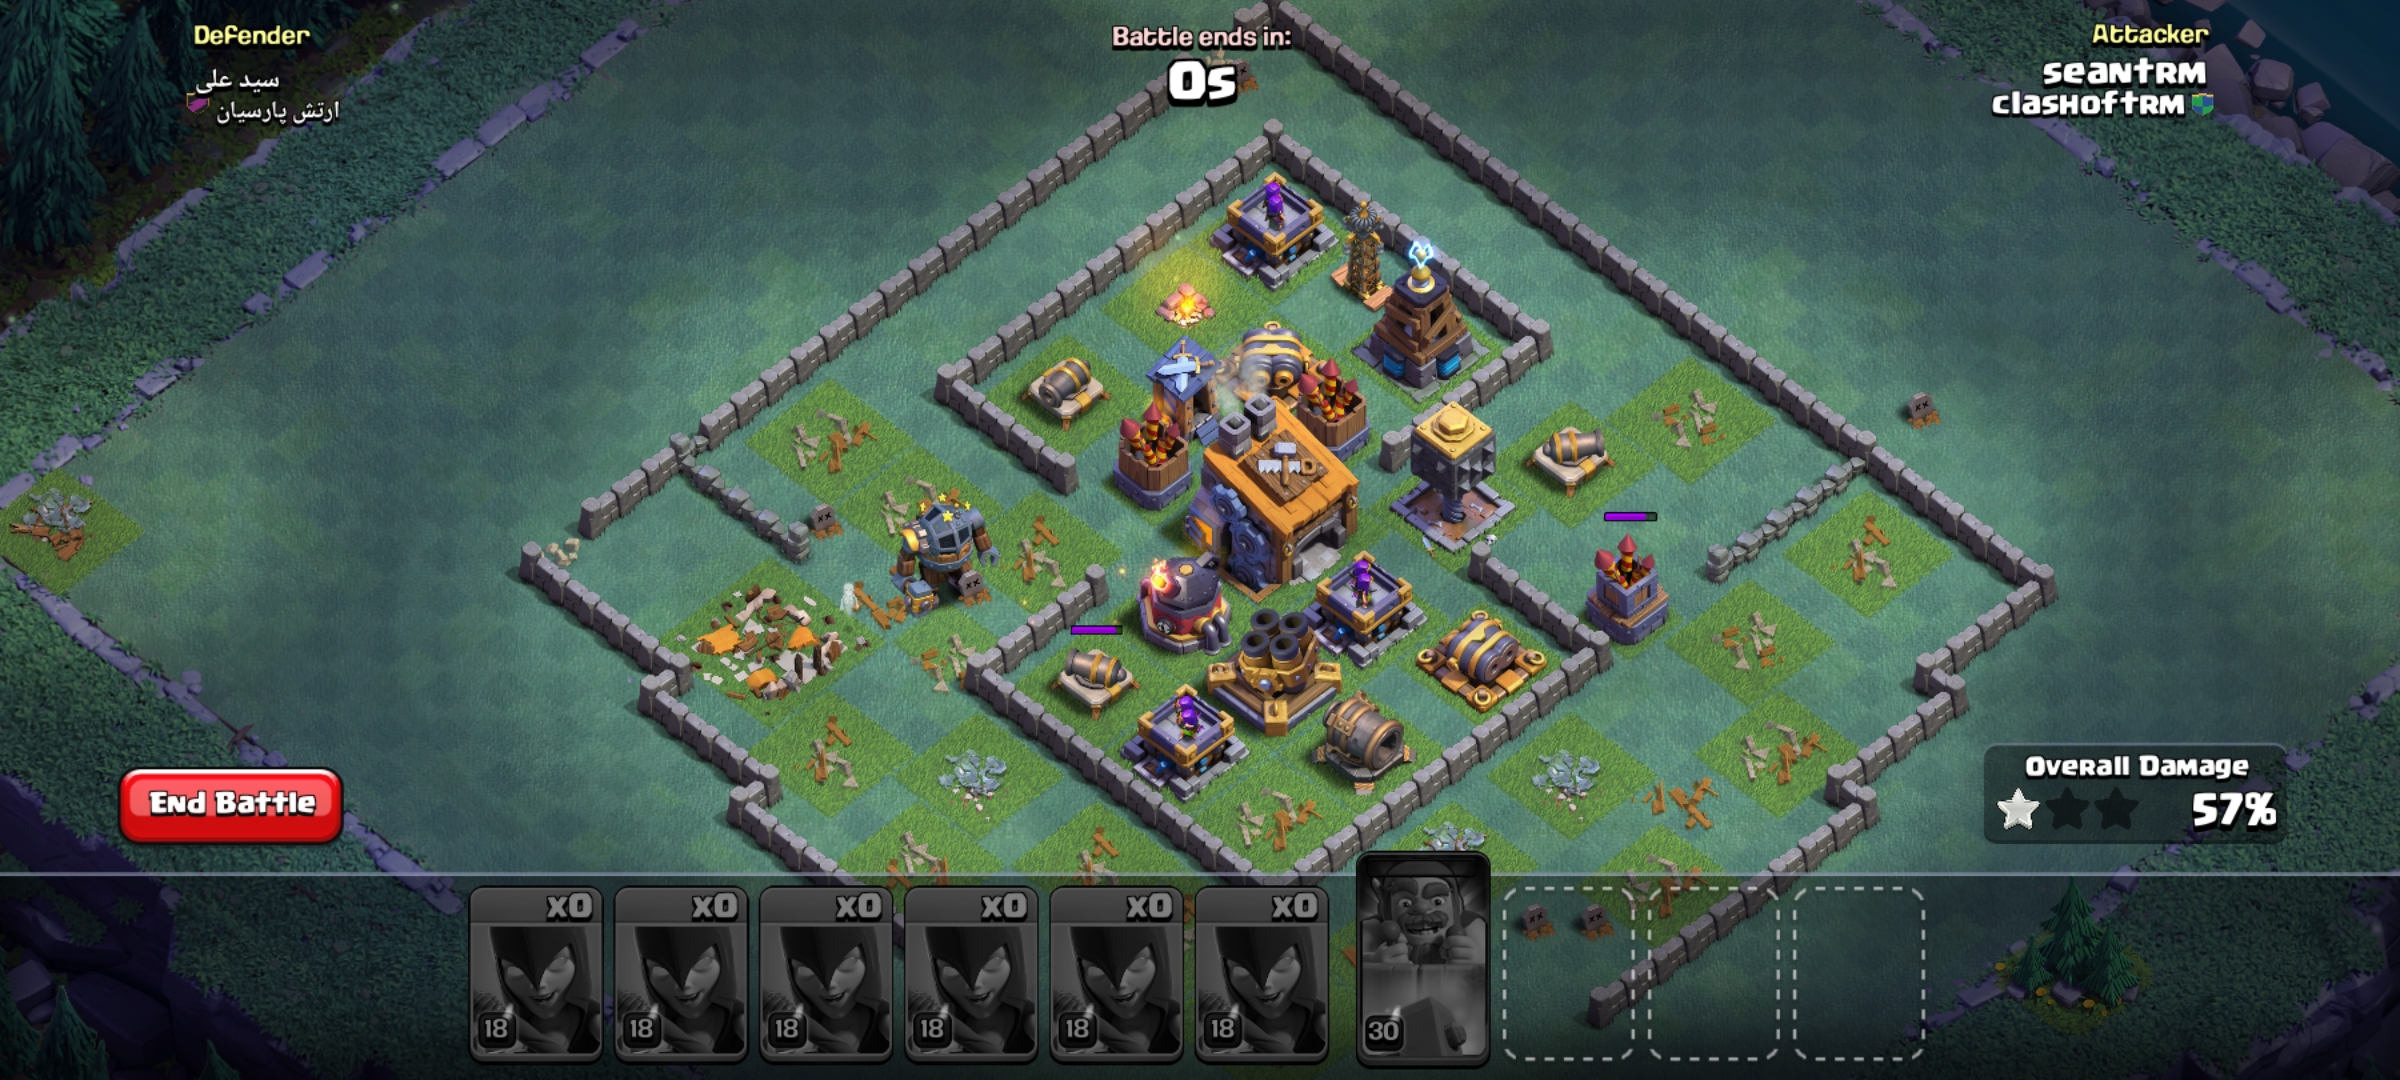 Defender
سید علی
ارتش پارسیان
Battle ends in:
0s
Attacker
seantRM
clashoftRM
End Battle
Overall Damage
57%
x0
x0
x0
x0
x0
x0
18
18
18
18
18
18
30